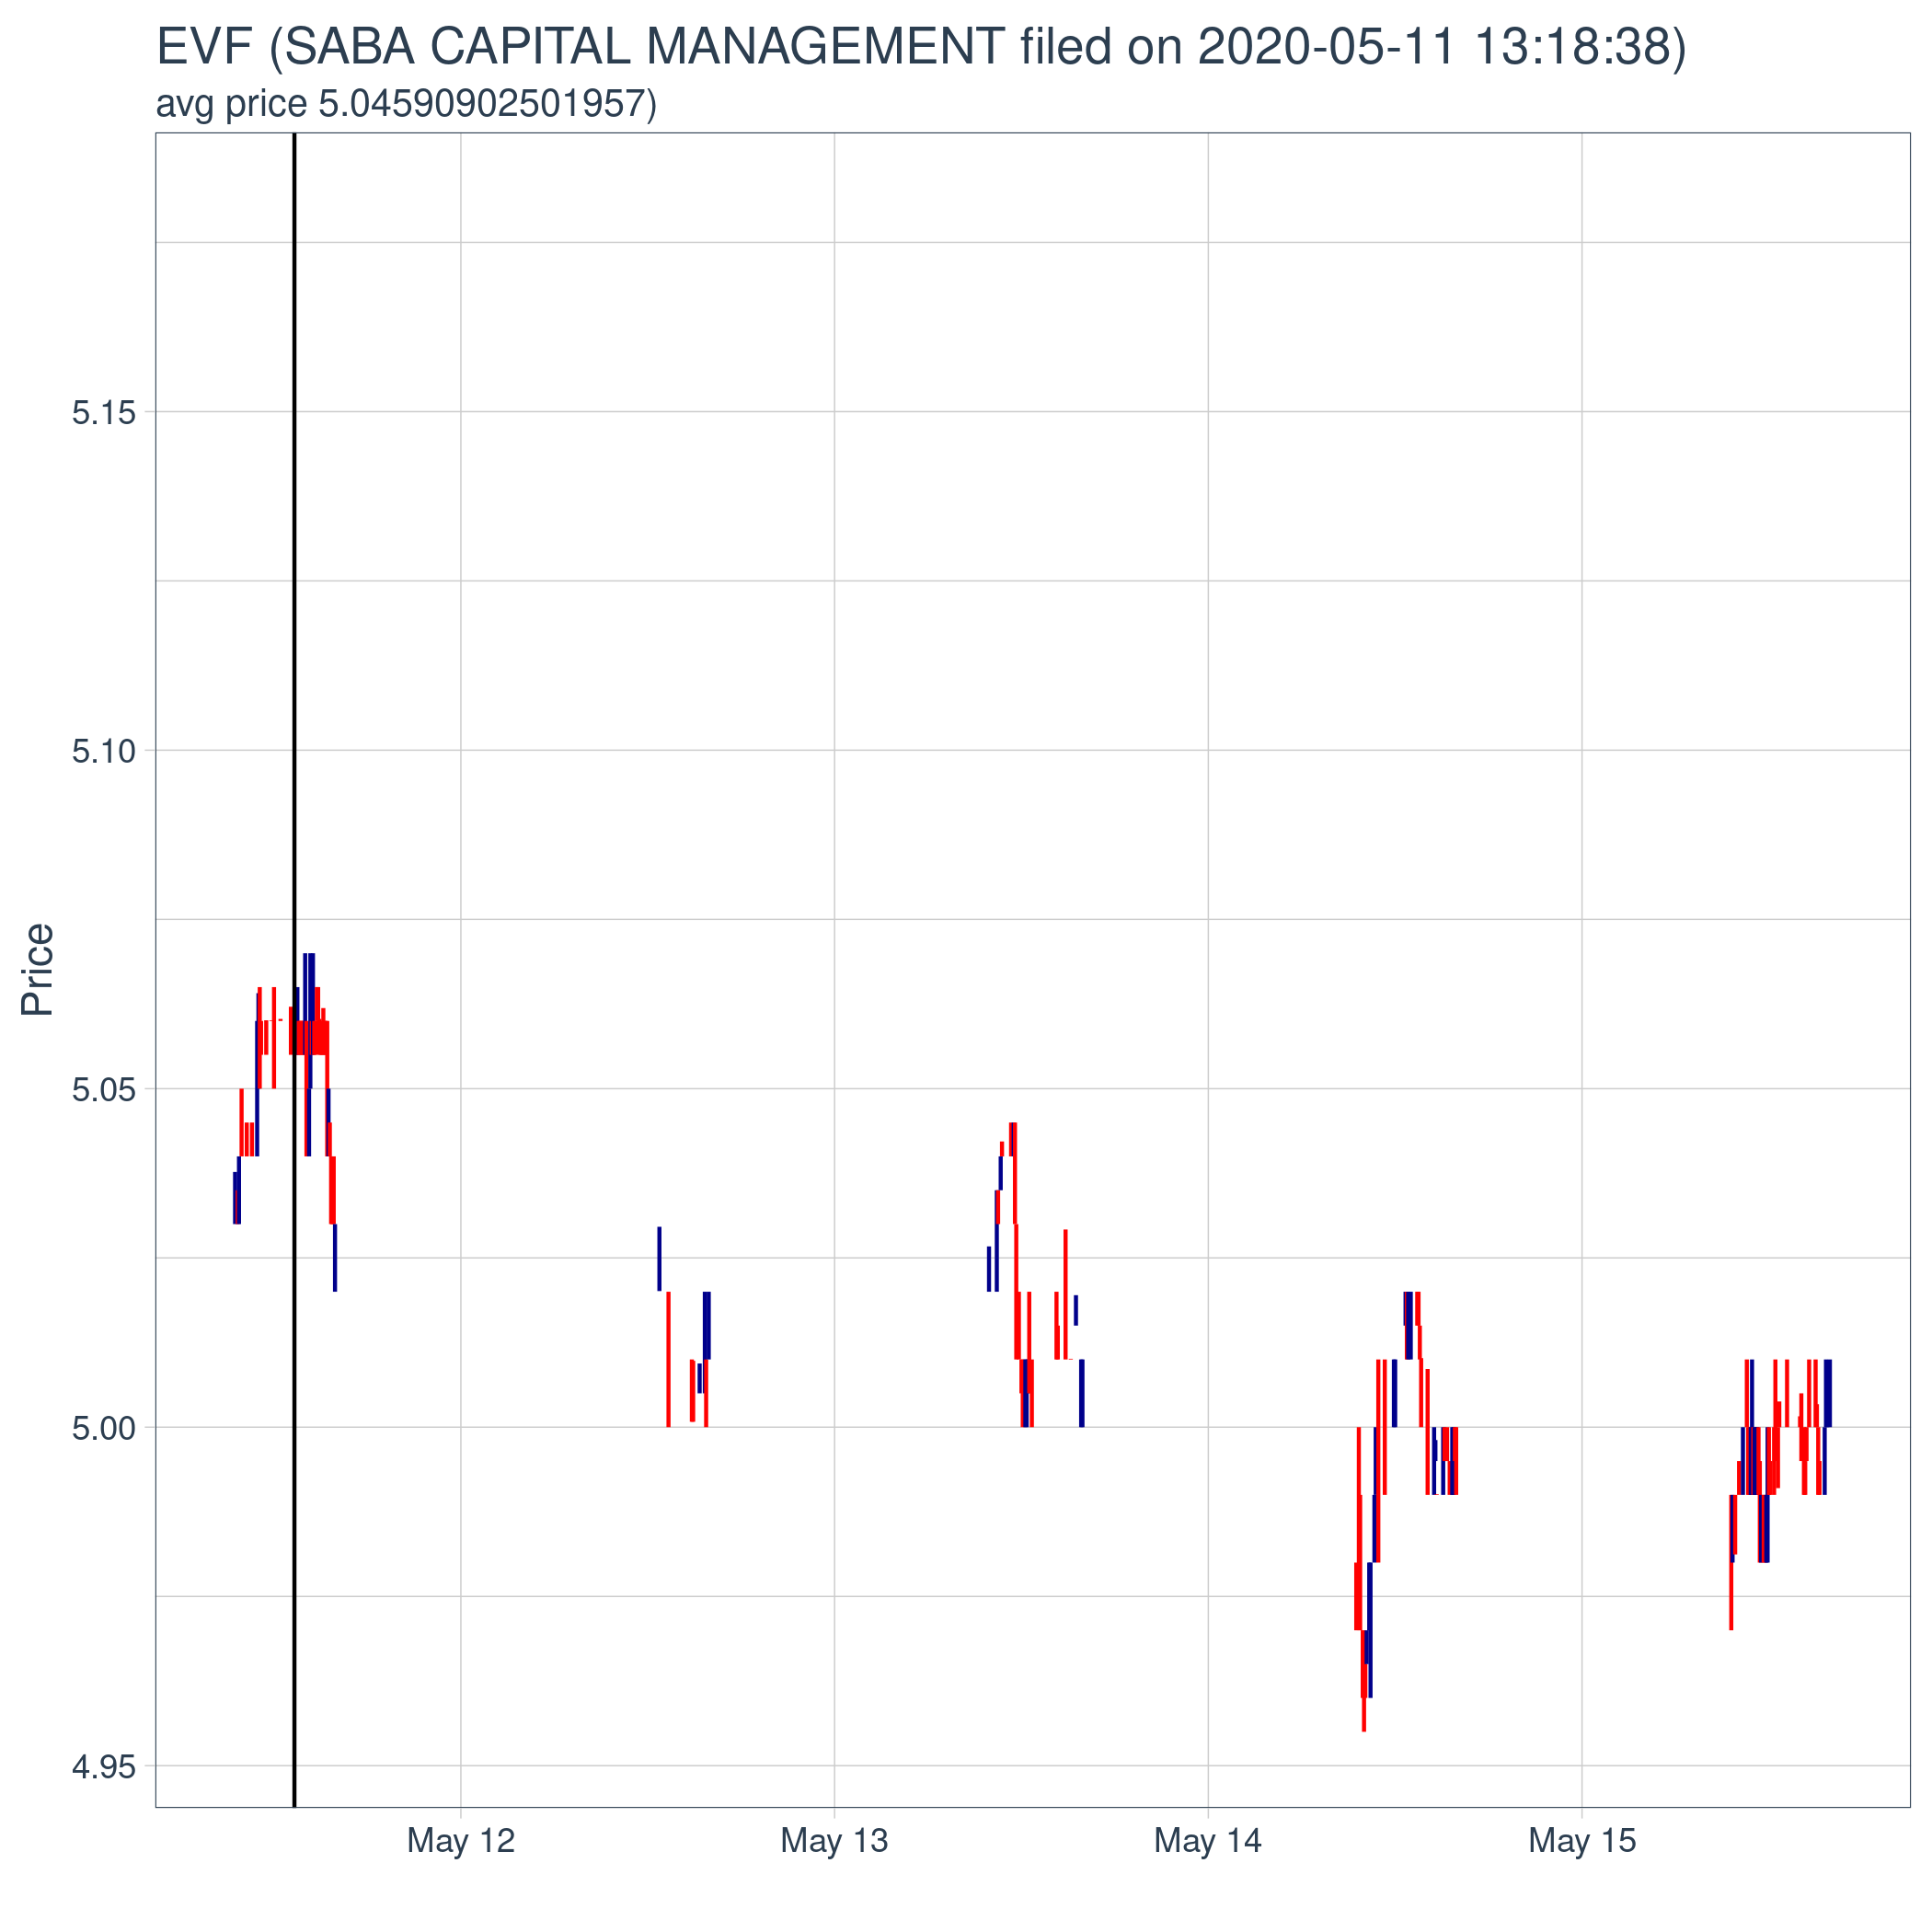 EVF (SABA CAPITAL MANAGEMENT filed on 2020-05-11 13:18:38)
avg price 5.04590902501957)
5.15
5.10
5.05
5.00
4.95
Price
May 12
May 13
May 14
May 15